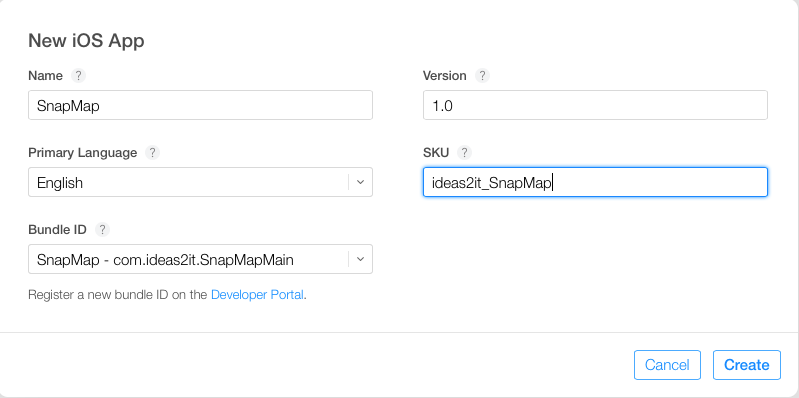 New iOS App
Name ?
Version ?
SnapMap
1.0
Primary Language ?
SKU ?
English
ideas2it_SnapMap
Bundle ID ?
SnapMap - com.ideas2it.SnapMapMain
Register a new bundle ID on the Developer Portal.
Cancel
Create